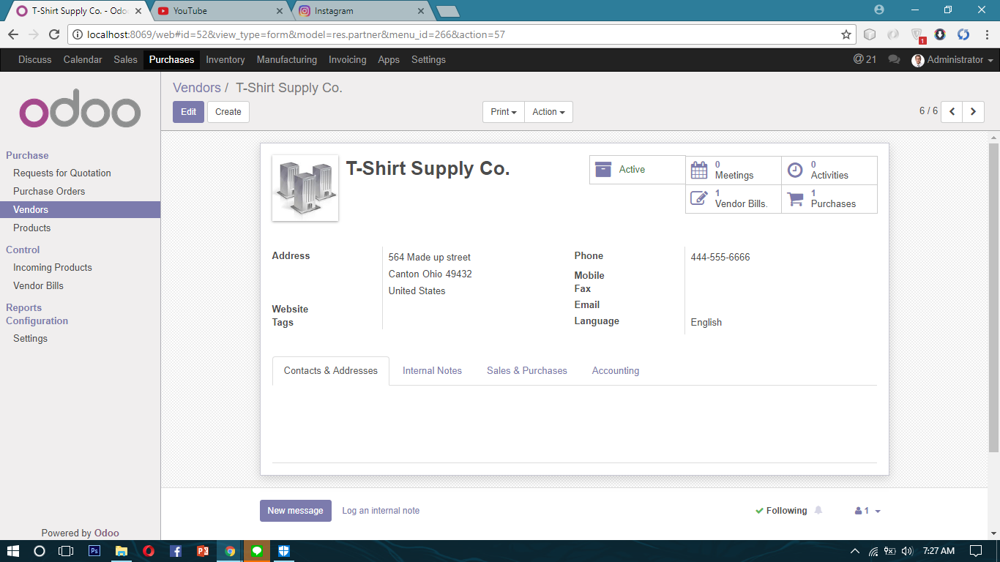 T-Shirt Supply Co. - Odo
YouTube
Instagram
localhost:8069/web#id=52&view_type=form&model=res.partner&menu_id=266&action=57
1
Discuss Calendar Sales Purchases Inventory Manufacturing Invoicing Apps Settings
@ 21 Administrator
odoo
Vendors / T-Shirt Supply Co.
Edit Create Print Action 6 / 6
Purchase
Requests for Quotation
Purchase Orders
Vendors
Products
Control
Incoming Products
Vendor Bills
Reports
Configuration
Settings
Powered by Odoo
T-Shirt Supply Co.
Active
0
Meetings
0
Activities
1
Vendor Bills.
1
Purchases
Address
564 Made up street
Canton Ohio 49432
United States
Website
Tags
Phone 444-555-6666
Mobile
Fax
Email
Language English
Contacts & Addresses Internal Notes Sales & Purchases Accounting
New message Log an internal note Following 1
Ps
7:27 AM